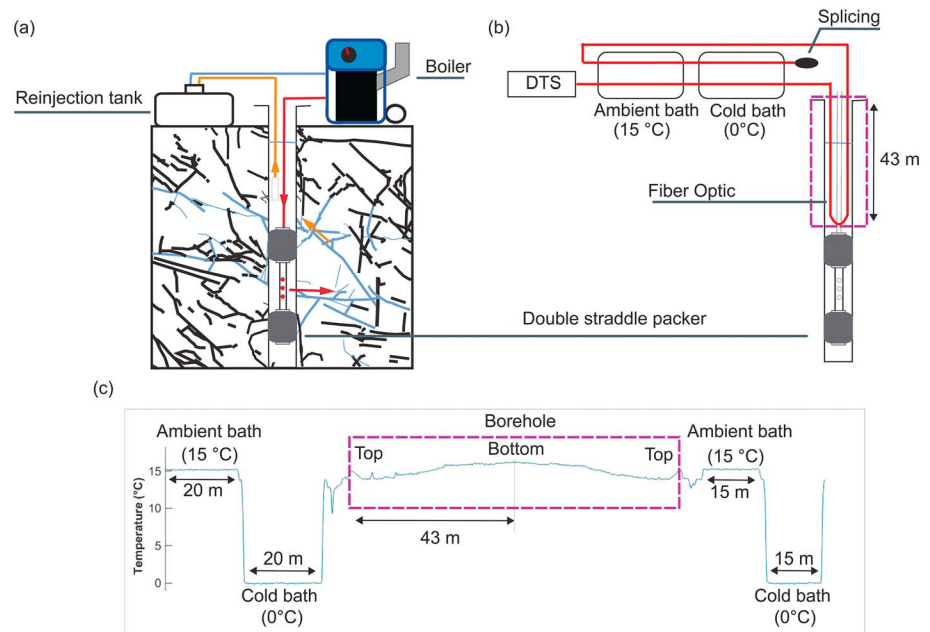 (a)
Reinjection tank
Boiler
(b)
Splicing
DTS
Ambient bath
(15 °C)
Cold bath
(0°C)
43 m
Fiber Optic
Double straddle packer
(c)
Borehole
Ambient bath
(15 °C)
Top
Bottom
Top
Ambient bath
(15 °C)
Temperature (°C)
15
10
5
0
20 m
20 m
43 m
15 m
15 m
Cold bath
(0°C)
Cold bath
(0°C)